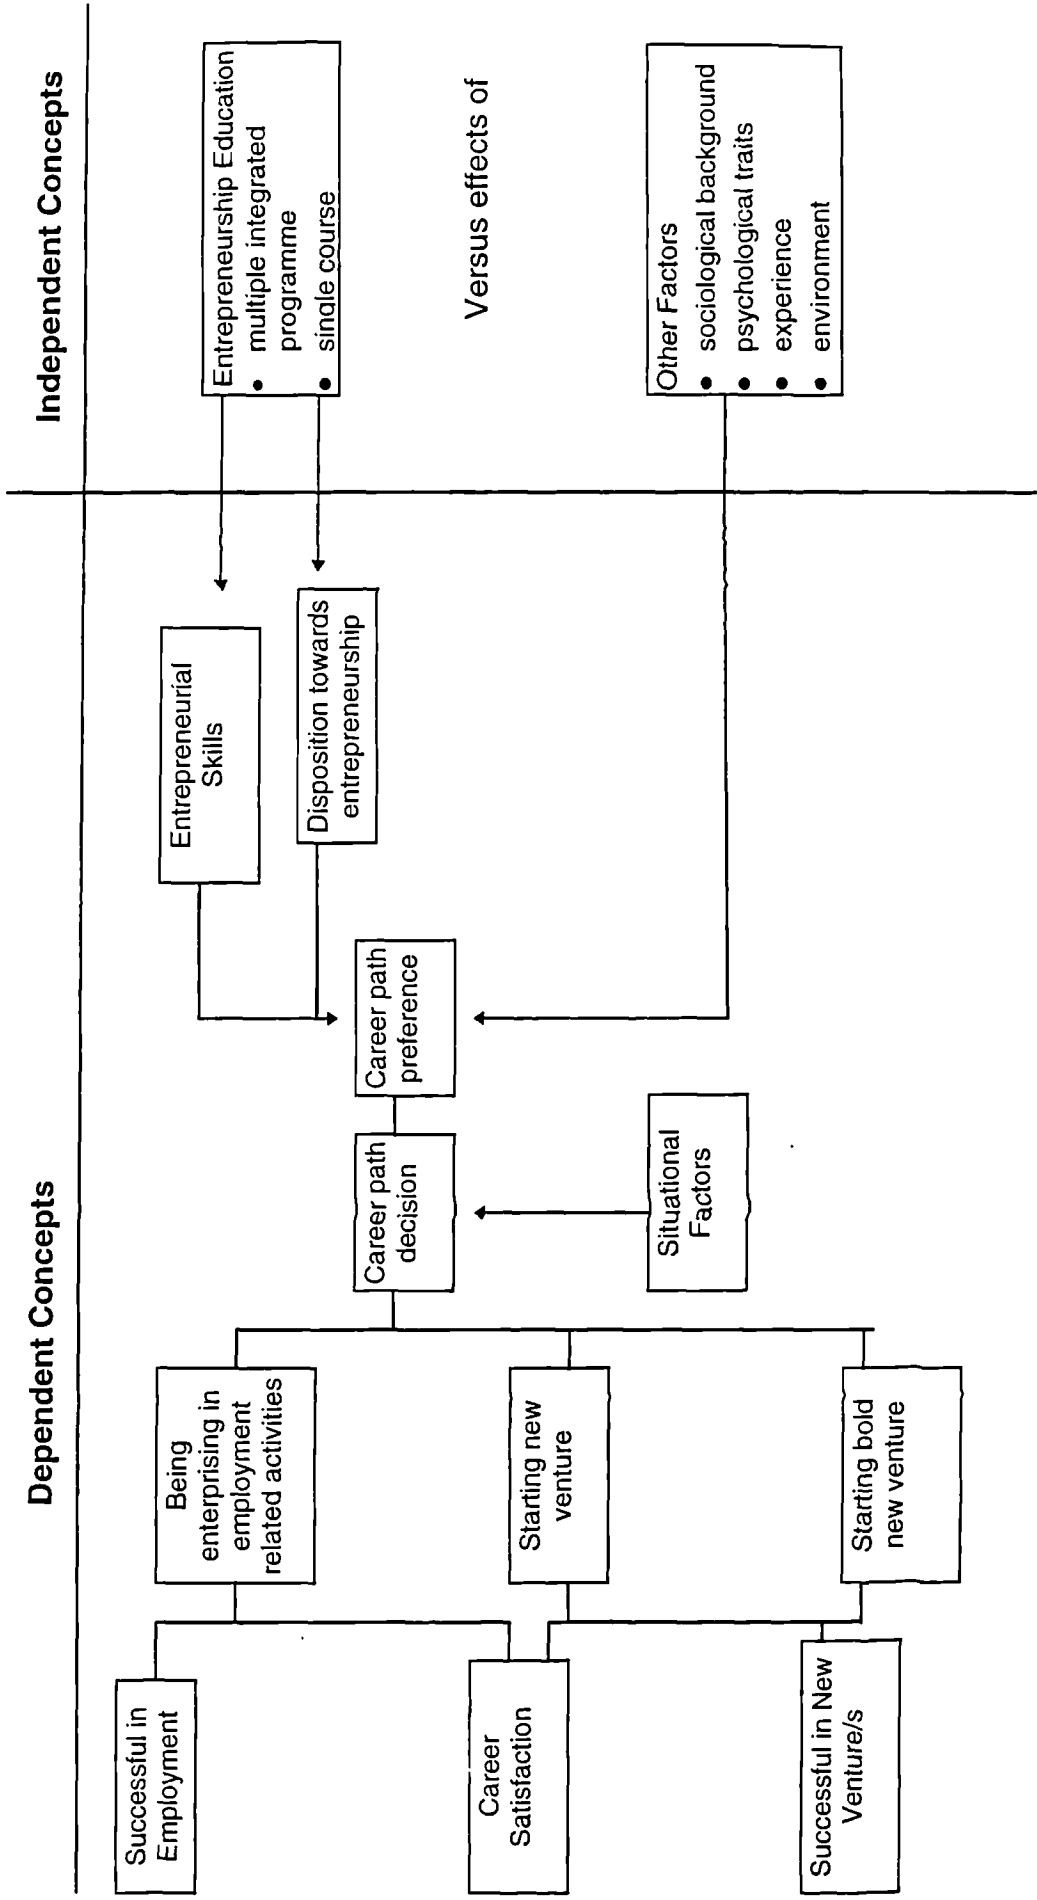 Dependent Concepts
Independent Concepts
Successful in
Employment
Being
enterprising in
employment
related activities
Entrepreneurial
Skills
Entrepreneurship Education
• multiple integrated
programme
• single course
Disposition towards
entrepreneurship
Career path
decision
Career path
preference
Career
Satisfaction
Starting new
venture
Versus effects of
Situational
Factors
Other Factors
• sociological background
• psychological traits
• experience
• environment
Successful in New
Venture/s
Starting bold
new venture